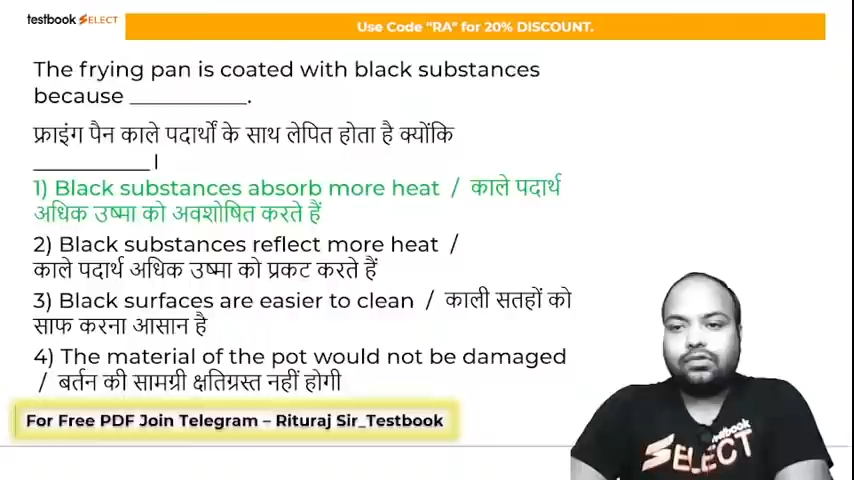 testbook SELECT
Use Code "RA" for 20% DISCOUNT.
The frying pan is coated with black substances
because __________.
फ्राइंग पैन काले पदार्थों के साथ लेपित होता है क्योंकि
__________।
1) Black substances absorb more heat / काले पदार्थ
अधिक उष्मा को अवशोषित करते हैं
2) Black substances reflect more heat /
काले पदार्थ अधिक उष्मा को प्रकट करते हैं
3) Black surfaces are easier to clean / काली सतहों को
साफ करना आसान है
4) The material of the pot would not be damaged
/ बर्तन की सामग्री क्षतिग्रस्त नहीं होगी
For Free PDF Join Telegram – Rituraj Sir_Testbook
testbook
SELECT